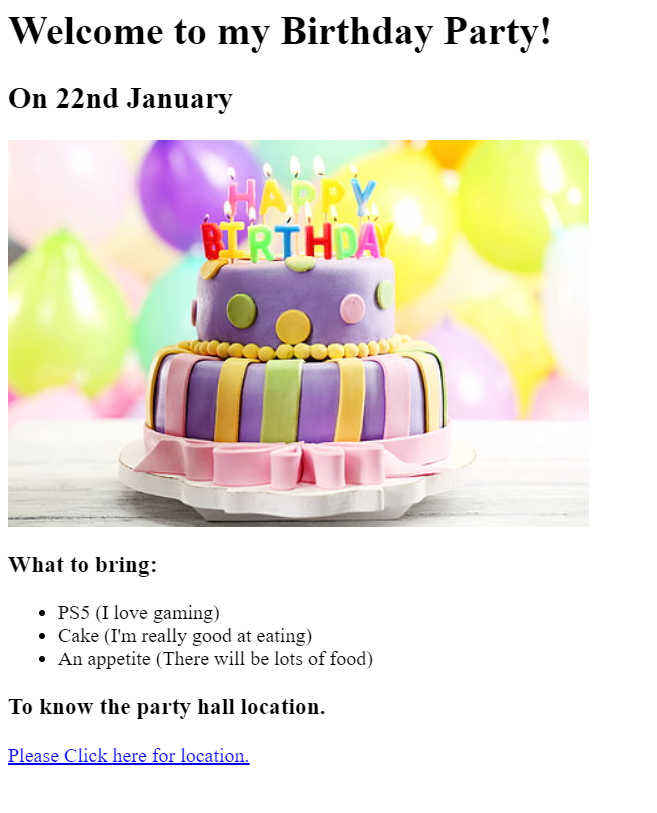 Welcome to my Birthday Party!
On 22nd January
HAPPY
BIRTHDAY
What to bring:
PS5 (I love gaming)
Cake (I'm really good at eating)
An appetite (There will be lots of food)
To know the party hall location.
Please Click here for location.